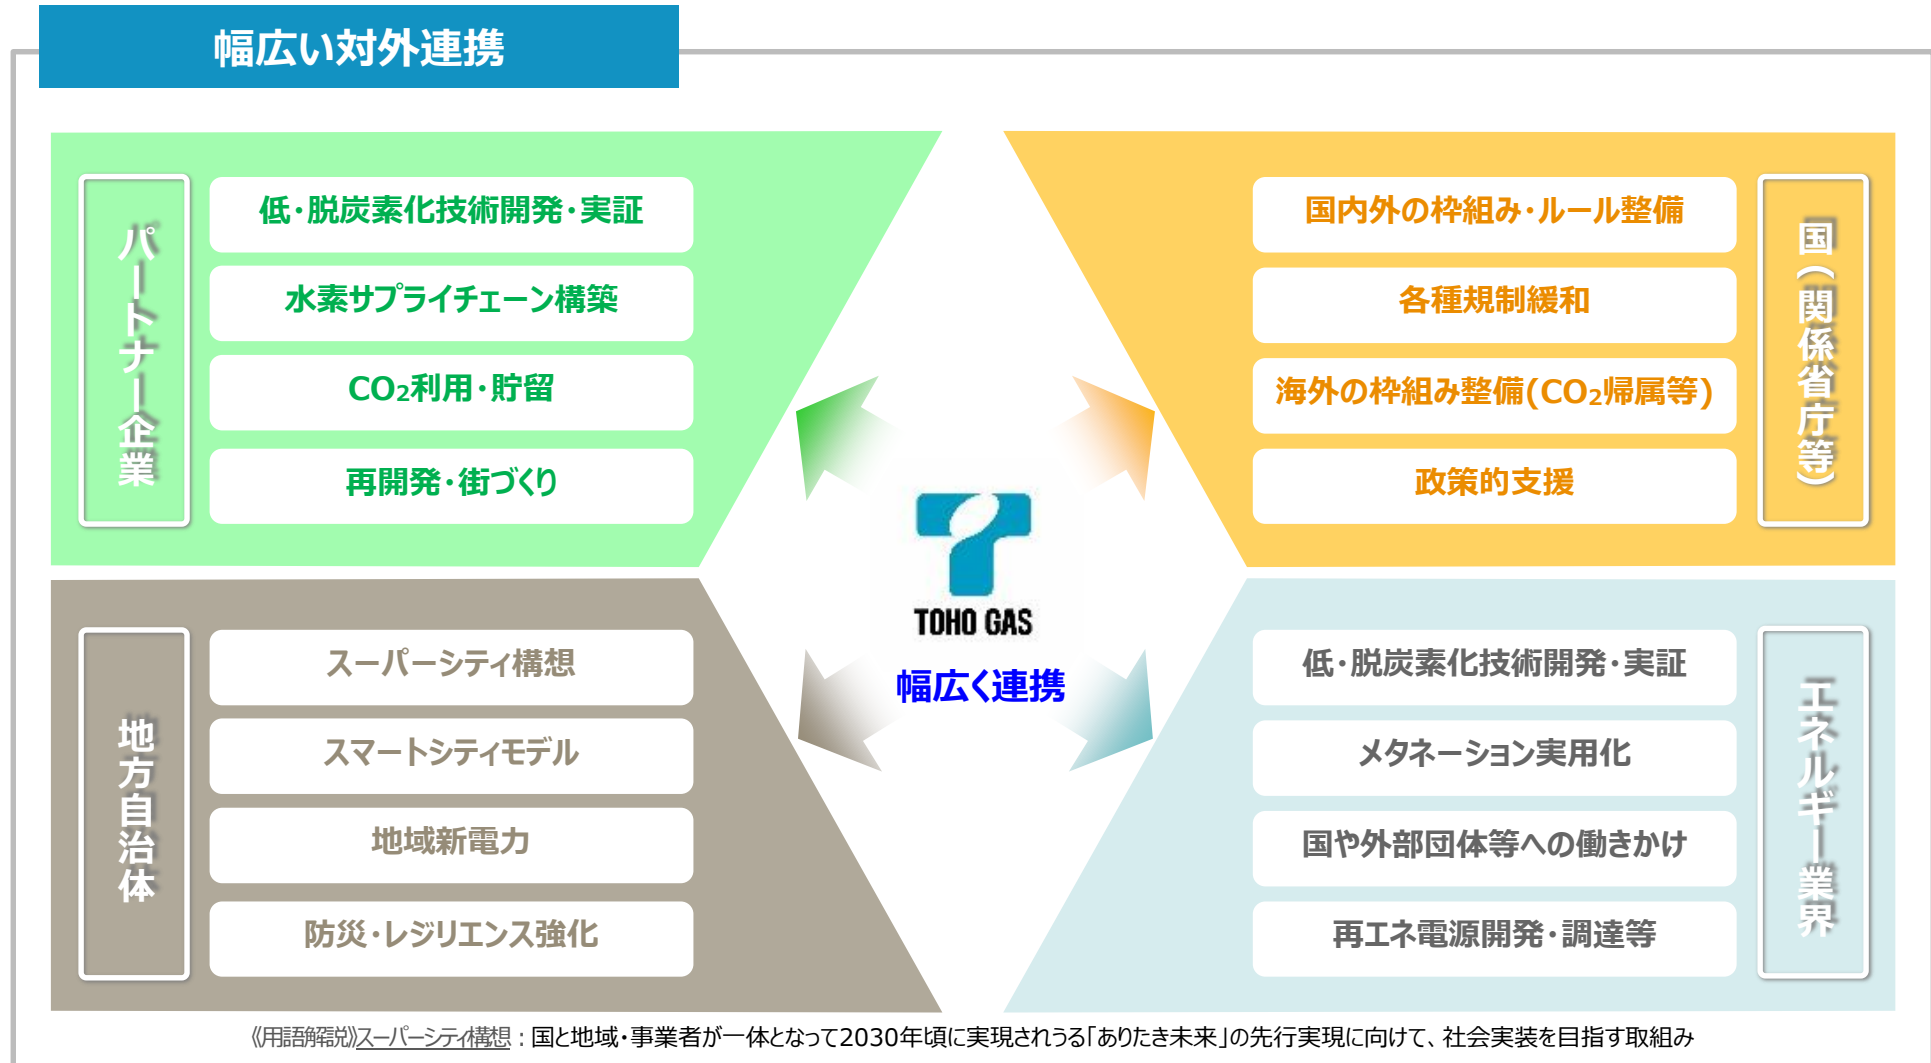 幅広い対外連携
パートナー企業
低・脱炭素化技術開発・実証
水素サプライチェーン構築
CO₂利用・貯留
再開発・街づくり
国(関係省庁等)
国内外の枠組み・ルール整備
各種規制緩和
海外の枠組み整備(CO₂帰属等)
政策的支援
TOHO GAS
幅広く連携
地方自治体
スーパーシティ構想
スマートシティモデル
地域新電力
防災・レジリエンス強化
エネルギー業界
低・脱炭素化技術開発・実証
メタネーション実用化
国や外部団体等への働きかけ
再エネ電源開発・調達等
《用語解説》スーパーシティ構想：国と地域・事業者が一体となって2030年頃に実現されうる「ありたき未来」の先行実現に向けて、社会実装を目指す取組み